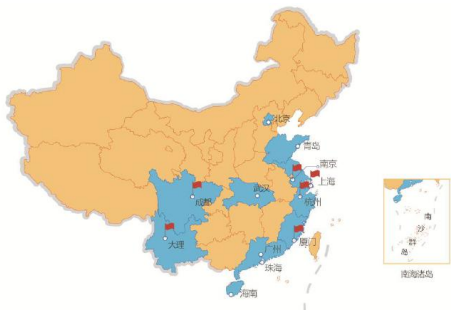 北京
青岛
南京
上海
成都
武汉
杭州
大理
广州
厦门
珠海
海南
南
沙
群
岛
南海诸岛